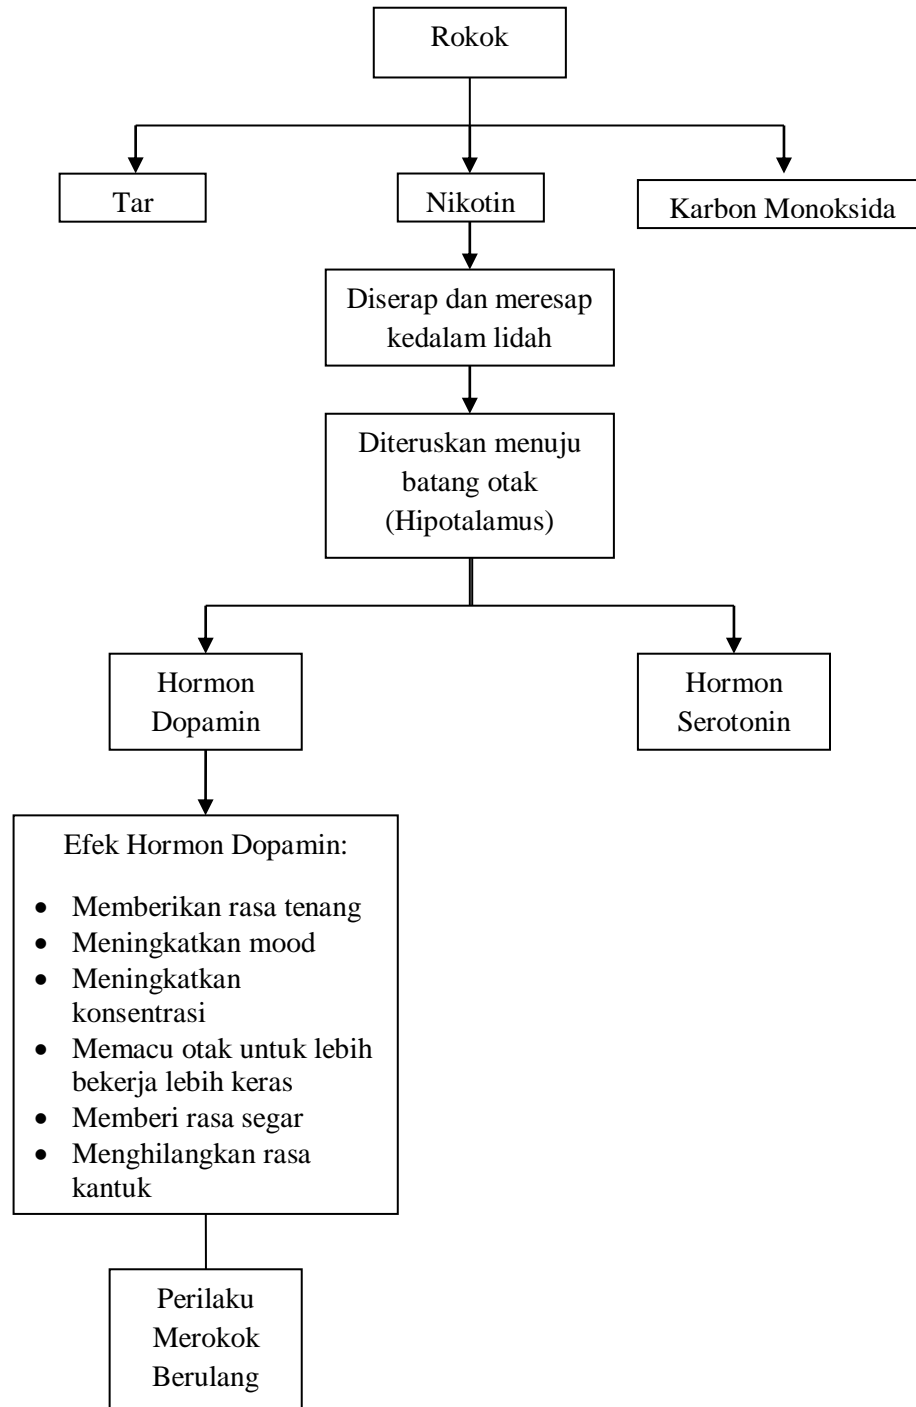 Rokok
Tar
Nikotin
Karbon Monoksida
Diserap dan meresap
kedalam lidah
Diteruskan menuju
batang otak
(Hipotalamus)
Hormon
Dopamin
Hormon
Serotonin
Efek Hormon Dopamin:
• Memberikan rasa tenang
• Meningkatkan mood
• Meningkatkan
konsentrasi
• Memacu otak untuk lebih
bekerja lebih keras
• Memberi rasa segar
• Menghilangkan rasa
kantuk
Perilaku
Merokok
Berulang